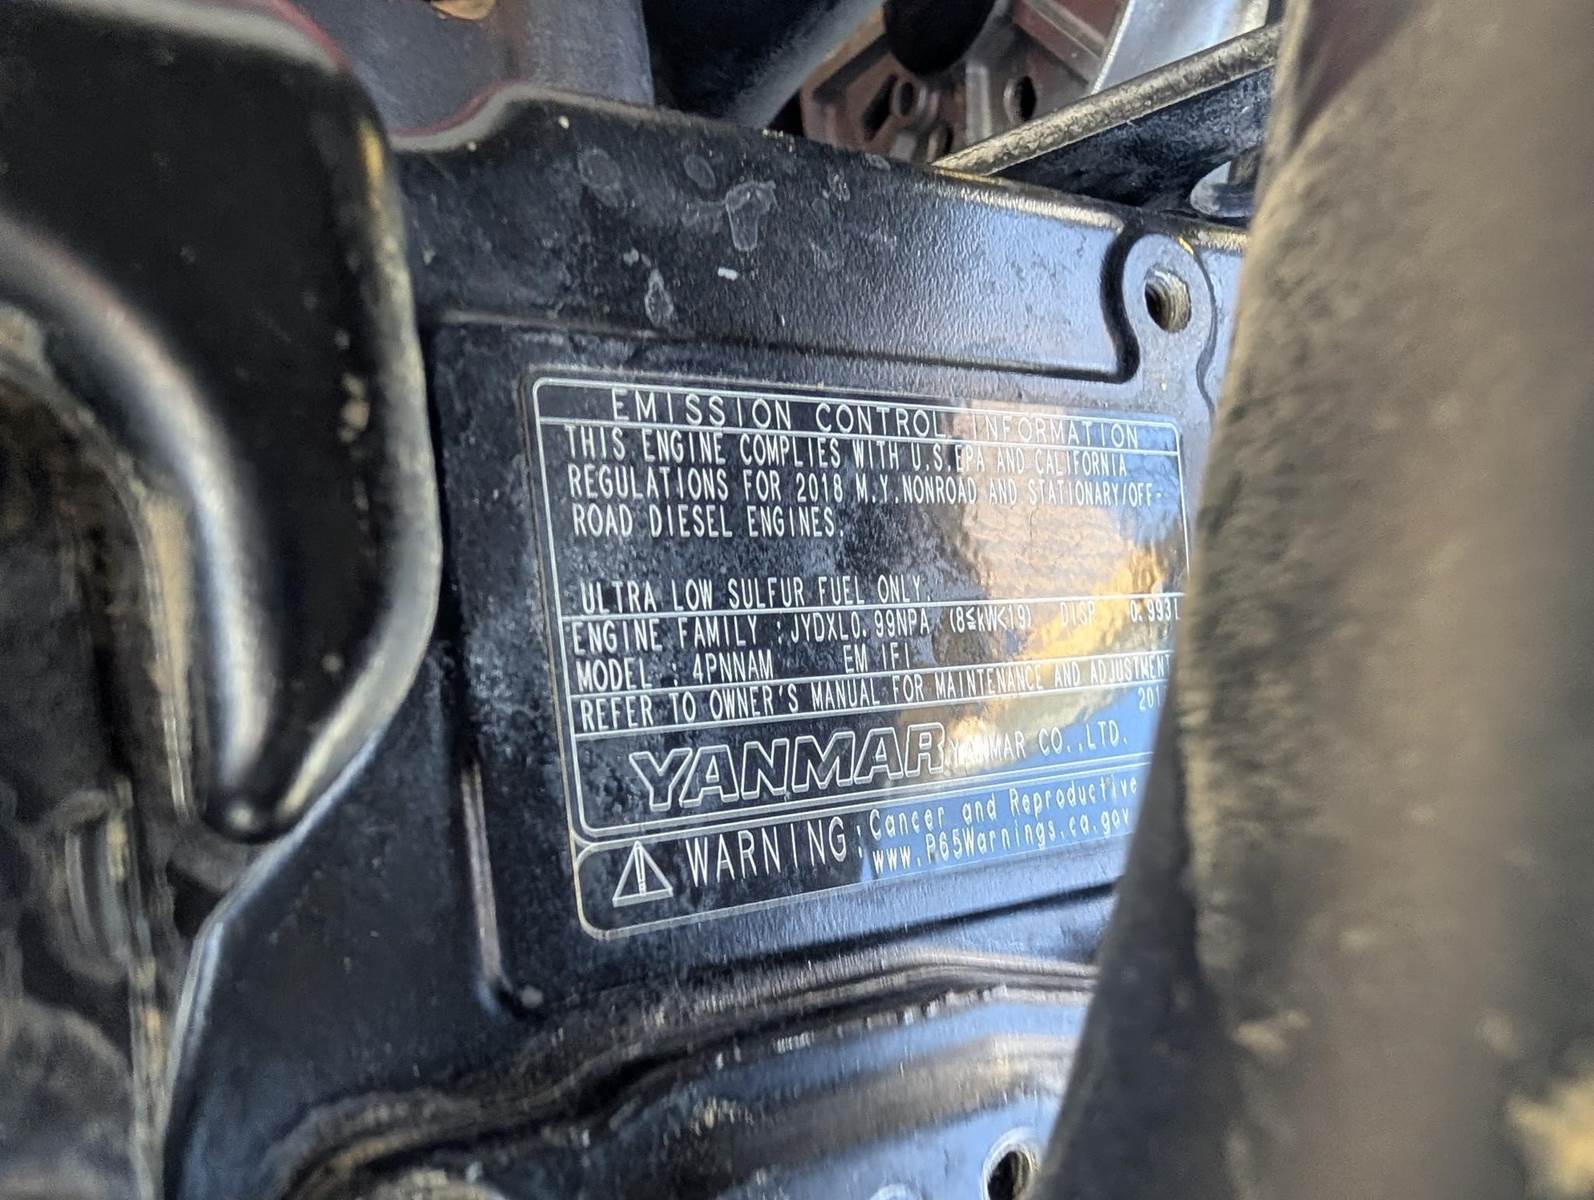 EMISSION CONTROL INFORMATION
THIS ENGINE COMPLIES WITH U.S.EPA AND CALIFORNIA
REGULATIONS FOR 2018 M.Y.NONROAD AND STATIONARY/OFF-
ROAD DIESEL ENGINES.
ULTRA LOW SULFUR FUEL ONLY.
ENGINE FAMILY :JYDXL0.99NPA (8≦kW<19) DISP 0.993L
MODEL : 4PNNAM EM IFI
REFER TO OWNER'S MANUAL FOR MAINTENANCE AND ADJUSTMENT
201
YANMAR YANMAR CO.,LTD.
⚠ WARNING: Cancer and Reproductive
www.P65Warnings.ca.gov